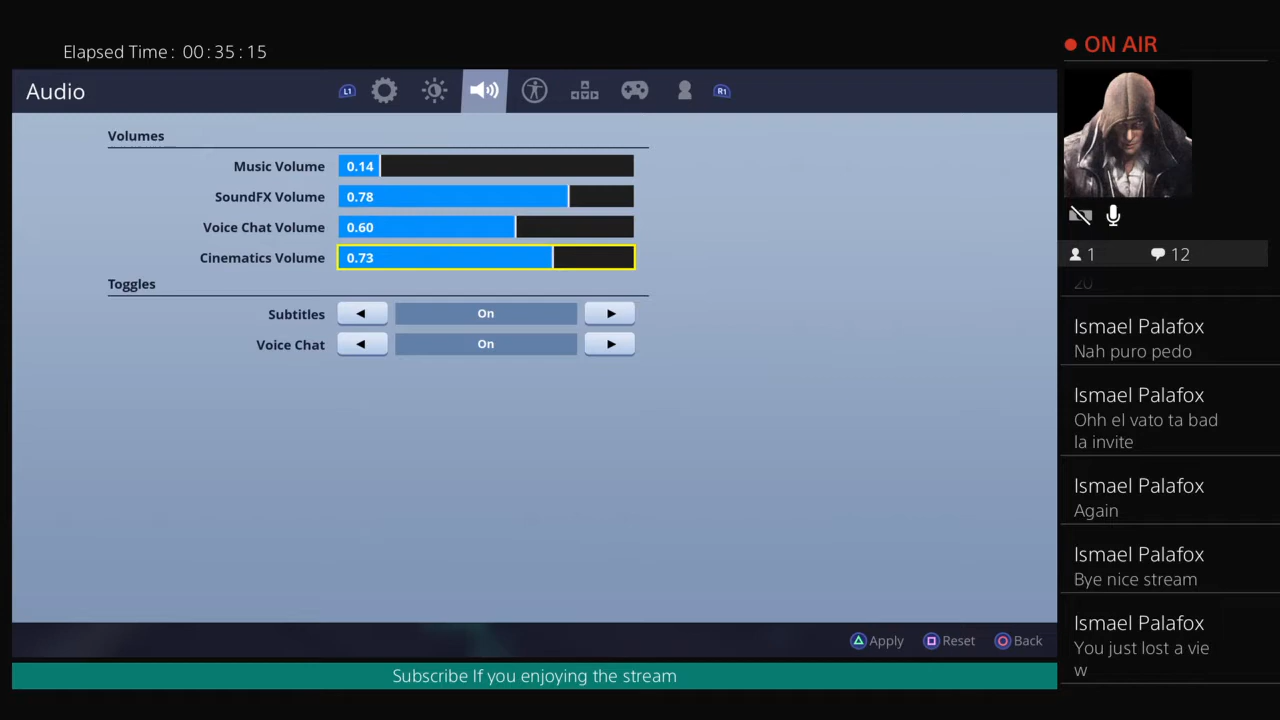 Elapsed Time: 00:35:15
ON AIR
Audio
L1
R1
Volumes
Music Volume 0.14
SoundFX Volume 0.78
Voice Chat Volume 0.60
Cinematics Volume 0.73
Toggles
Subtitles On
Voice Chat On
Apply Reset Back
Subscribe If you enjoying the stream
1 12
20
Ismael Palafox
Nah puro pedo
Ismael Palafox
Ohh el vato ta bad
la invite
Ismael Palafox
Again
Ismael Palafox
Bye nice stream
Ismael Palafox
You just lost a vie
w